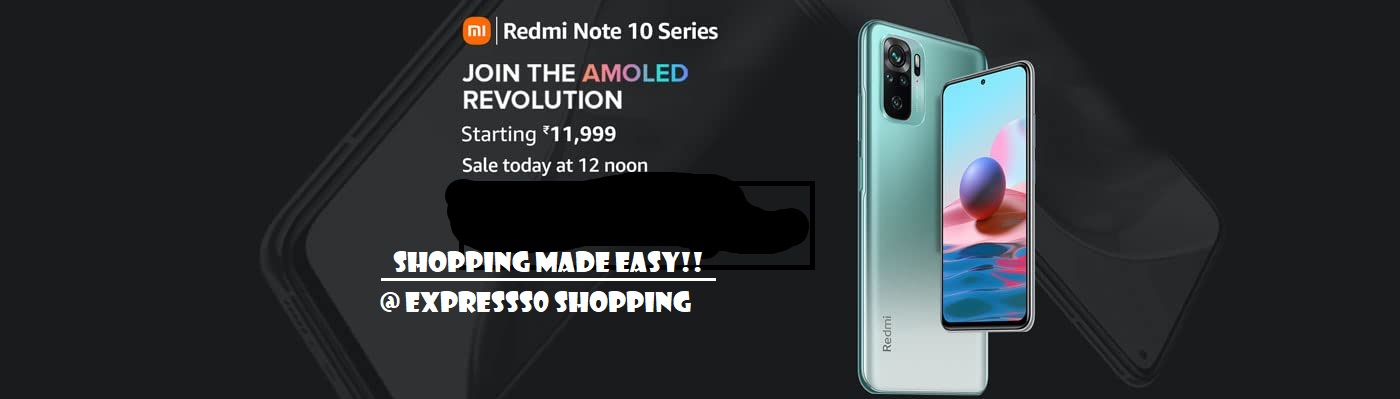 mi | Redmi Note 10 Series
JOIN THE AMOLED
REVOLUTION
Starting ₹11,999
Sale today at 12 noon
SHOPPING MADE EASY!!
@ EXPRESSSO SHOPPING
Redmi